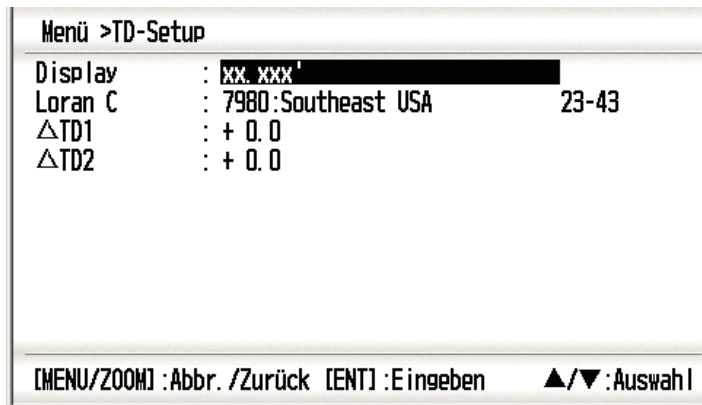 Menü >TD-Setup
Display : xx.xxx'
Loran C : 7980:Southeast USA 23-43
△TD1 : + 0.0
△TD2 : + 0.0
[MENU/ZOOM]:Abbr./Zurück [ENT]:Eingeben ▲/▼:Auswahl